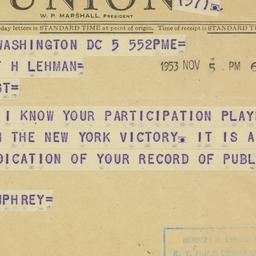 UNION
1377.
W. P. MARSHALL, PRESIDENT
day letters is STANDARD TIME at point of origin. Time of receipt is STANDARD
WASHINGTON DC 5 552PME=
T H LEHMAN=
1953 NOV 5 PM 6
ST=
I KNOW YOUR PARTICIPATION PLAY
N THE NEW YORK VICTORY. IT IS A
DICATION OF YOUR RECORD OF PUBL
MPHREY=